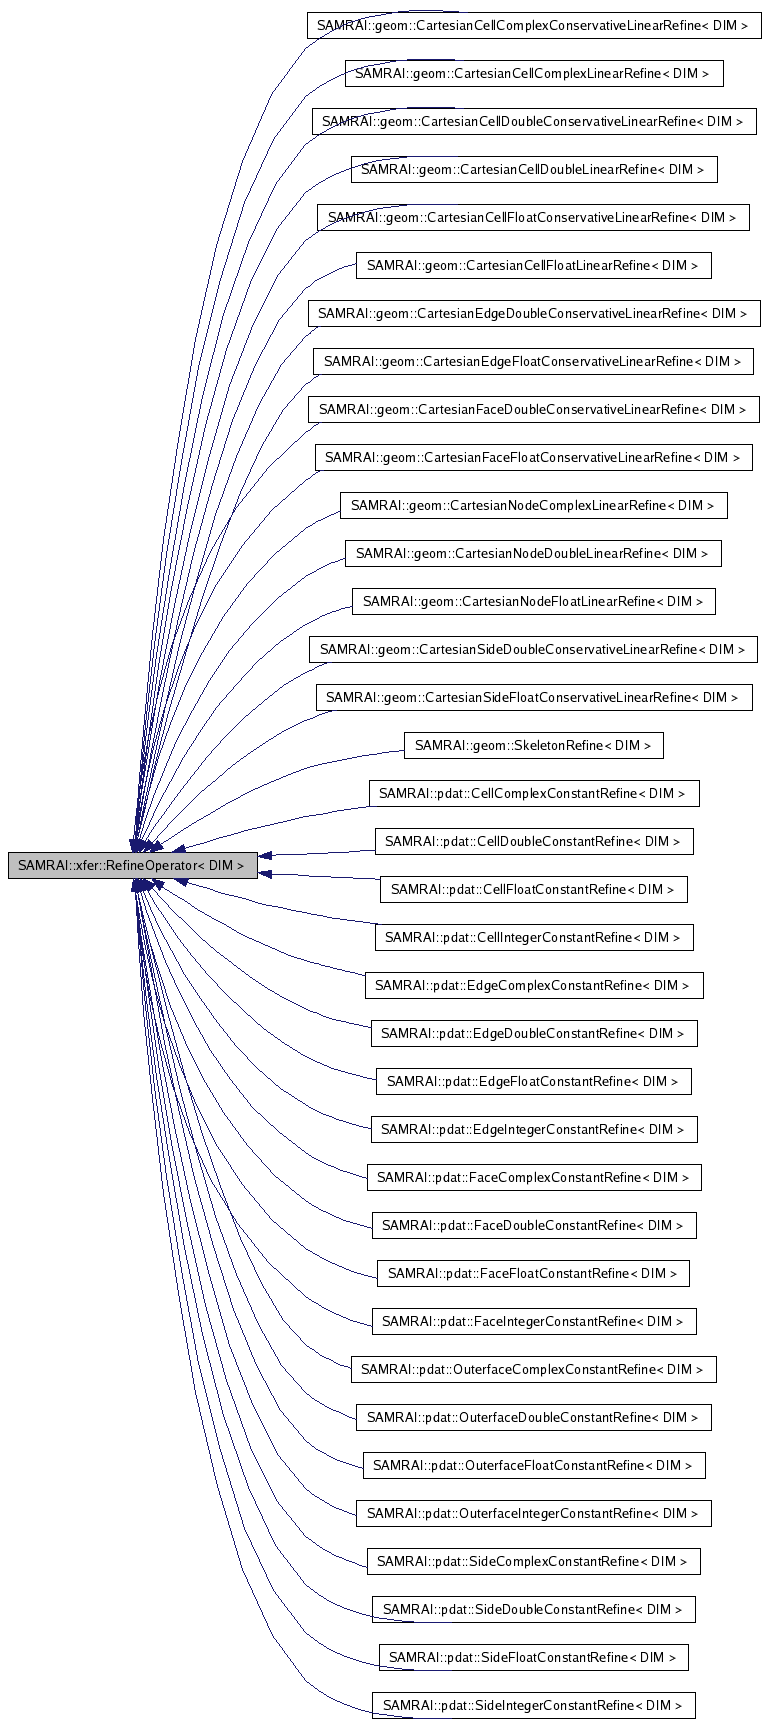 SAMRAI::geom::CartesianCellComplexConservativeLinearRefine< DIM >
SAMRAI::geom::CartesianCellComplexLinearRefine< DIM >
SAMRAI::geom::CartesianCellDoubleConservativeLinearRefine< DIM >
SAMRAI::geom::CartesianCellDoubleLinearRefine< DIM >
SAMRAI::geom::CartesianCellFloatConservativeLinearRefine< DIM >
SAMRAI::geom::CartesianCellFloatLinearRefine< DIM >
SAMRAI::geom::CartesianEdgeDoubleConservativeLinearRefine< DIM >
SAMRAI::geom::CartesianEdgeFloatConservativeLinearRefine< DIM >
SAMRAI::geom::CartesianFaceDoubleConservativeLinearRefine< DIM >
SAMRAI::geom::CartesianFaceFloatConservativeLinearRefine< DIM >
SAMRAI::geom::CartesianNodeComplexLinearRefine< DIM >
SAMRAI::geom::CartesianNodeDoubleLinearRefine< DIM >
SAMRAI::geom::CartesianNodeFloatLinearRefine< DIM >
SAMRAI::geom::CartesianSideDoubleConservativeLinearRefine< DIM >
SAMRAI::geom::CartesianSideFloatConservativeLinearRefine< DIM >
SAMRAI::geom::SkeletonRefine< DIM >
SAMRAI::pdat::CellComplexConstantRefine< DIM >
SAMRAI::pdat::CellDoubleConstantRefine< DIM >
SAMRAI::xfer::RefineOperator< DIM >
SAMRAI::pdat::CellFloatConstantRefine< DIM >
SAMRAI::pdat::CellIntegerConstantRefine< DIM >
SAMRAI::pdat::EdgeComplexConstantRefine< DIM >
SAMRAI::pdat::EdgeDoubleConstantRefine< DIM >
SAMRAI::pdat::EdgeFloatConstantRefine< DIM >
SAMRAI::pdat::EdgeIntegerConstantRefine< DIM >
SAMRAI::pdat::FaceComplexConstantRefine< DIM >
SAMRAI::pdat::FaceDoubleConstantRefine< DIM >
SAMRAI::pdat::FaceFloatConstantRefine< DIM >
SAMRAI::pdat::FaceIntegerConstantRefine< DIM >
SAMRAI::pdat::OuterfaceComplexConstantRefine< DIM >
SAMRAI::pdat::OuterfaceDoubleConstantRefine< DIM >
SAMRAI::pdat::OuterfaceFloatConstantRefine< DIM >
SAMRAI::pdat::OuterfaceIntegerConstantRefine< DIM >
SAMRAI::pdat::SideComplexConstantRefine< DIM >
SAMRAI::pdat::SideDoubleConstantRefine< DIM >
SAMRAI::pdat::SideFloatConstantRefine< DIM >
SAMRAI::pdat::SideIntegerConstantRefine< DIM >